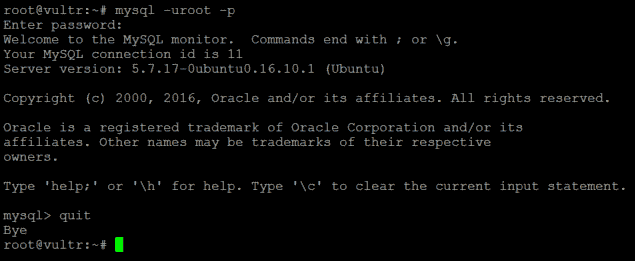 root@vultr:~# mysql -uroot -p
Enter password:
Welcome to the MySQL monitor.  Commands end with ; or \g.
Your MySQL connection id is 11
Server version: 5.7.17-0ubuntu0.16.10.1 (Ubuntu)

Copyright (c) 2000, 2016, Oracle and/or its affiliates. All rights reserved.

Oracle is a registered trademark of Oracle Corporation and/or its
affiliates. Other names may be trademarks of their respective
owners.

Type 'help;' or '\h' for help. Type '\c' to clear the current input statement.

mysql> quit
Bye
root@vultr:~#